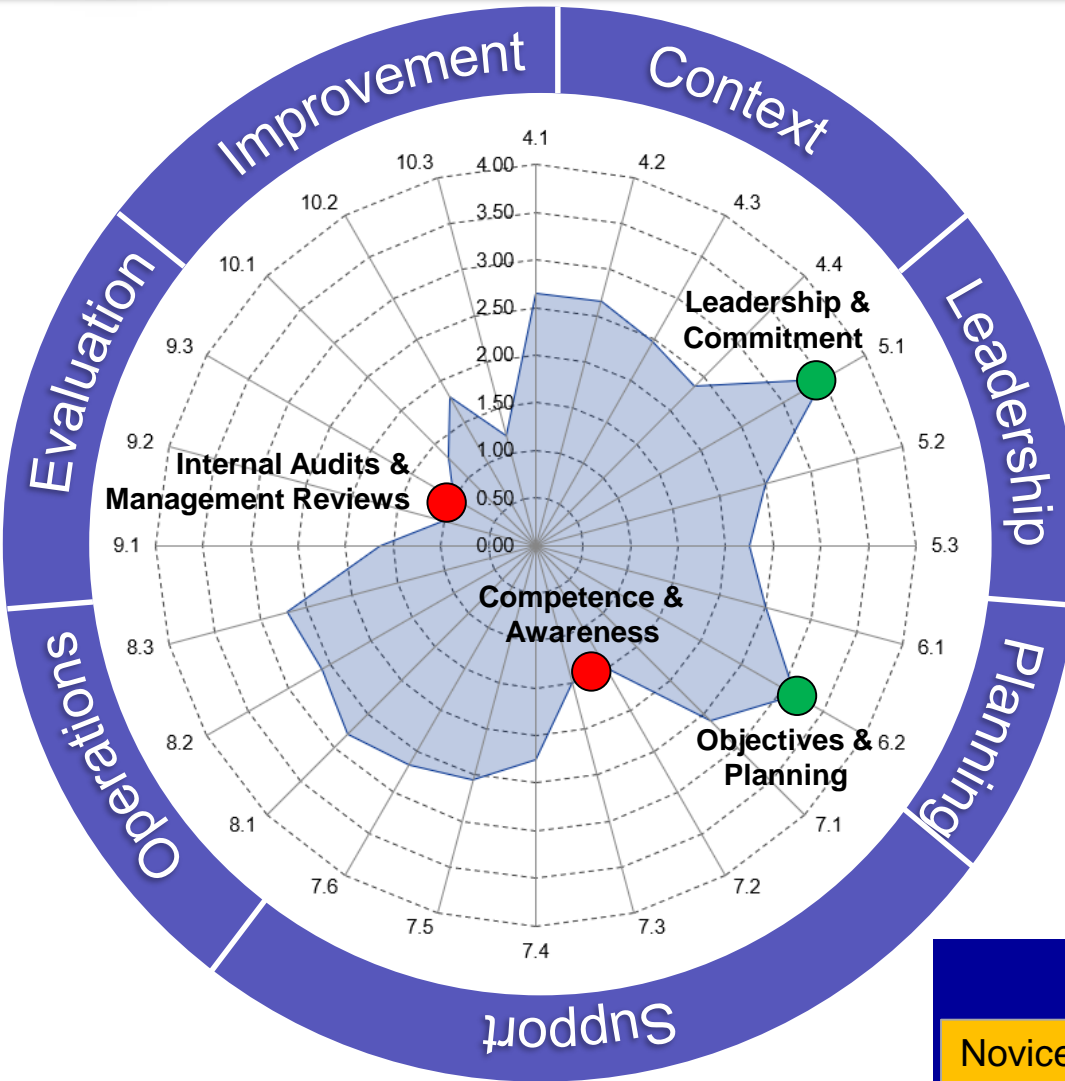 Improvement
Context
Leadership
Planning
Support
Operations
Evaluation
4.1
4.2
4.3
4.4
5.1
5.2
5.3
6.1
6.2
7.1
7.2
7.3
7.4
7.5
7.6
8.1
8.2
8.3
9.1
9.2
9.3
10.1
10.2
10.3
4.00
3.50
3.00
2.50
2.00
1.50
1.00
0.50
0.00
Leadership &
Commitment
Internal Audits &
Management Reviews
Competence &
Awareness
Objectives &
Planning
Novice